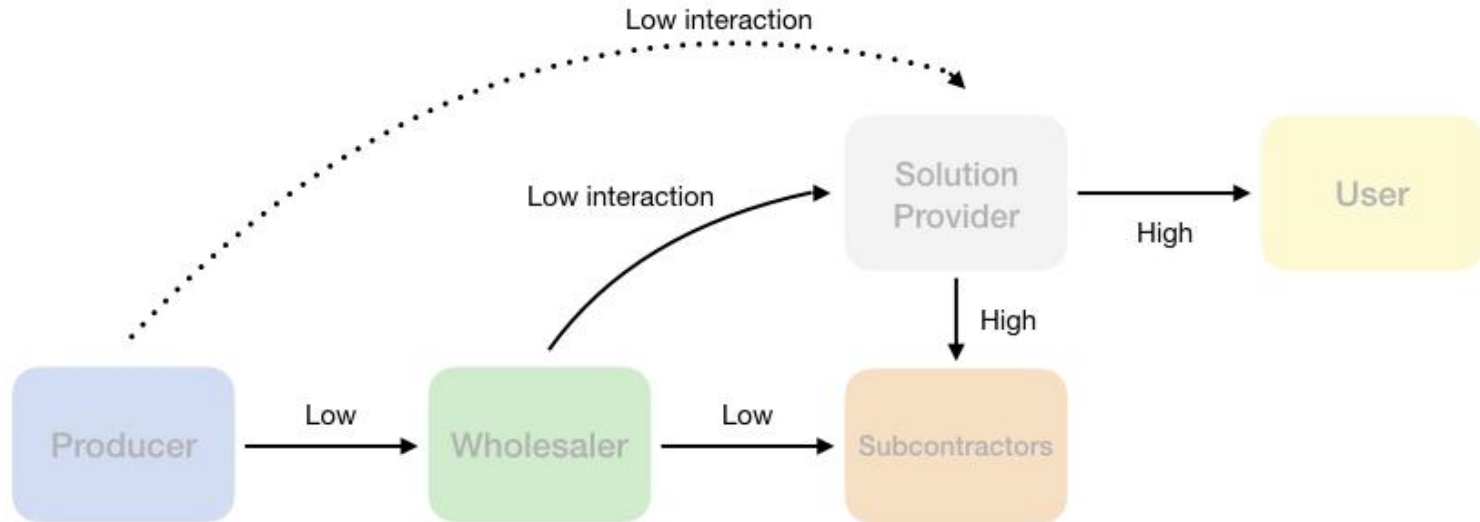 Low interaction
Low interaction
Solution
Provider
High
User
High
Producer
Low
Wholesaler
Low
Subcontractors